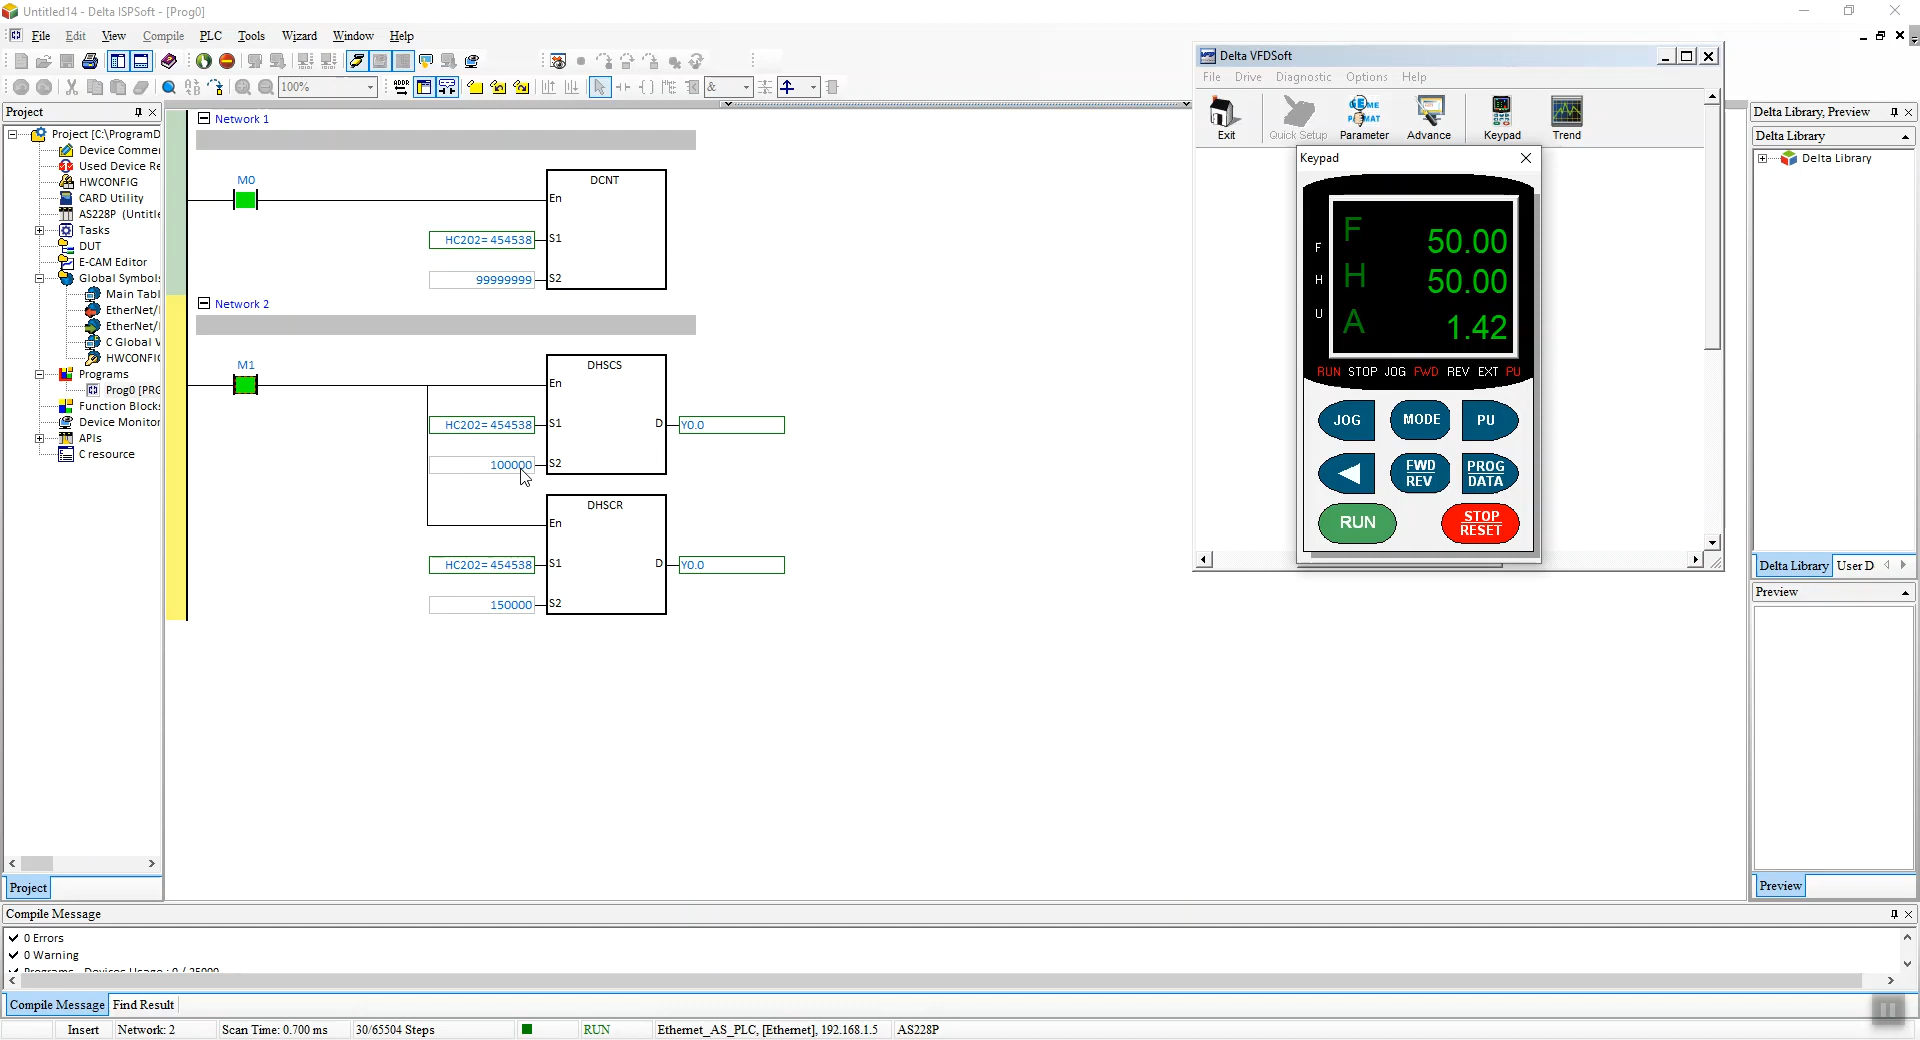 Untitled14 - Delta ISPSoft - [Prog0]
File Edit View Compile PLC Tools Wizard Window Help
100%
&
Project
Project [C:\ProgramD
Device Comme
Used Device Re
HWCONFIG
CARD Utility
AS228P (Untitle
Tasks
DUT
E-CAM Editor
Global Symbols
Main Tabl
EtherNet/I
EtherNet/I
C Global V
HWCONFIG
Programs
Prog0 [PRG
Function Blocks
Device Monitor
APIs
C resource
Project
Network 1
M0
DCNT
En
HC202= 454538 S1
99999999 S2
Network 2
M1
DHSCS
En
HC202= 454538 S1 D Y0.0
100000 S2
DHSCR
En
HC202= 454538 S1 D Y0.0
150000 S2
Delta VFDSoft
File Drive Diagnostic Options Help
Exit Quick Setup Parameter Advance Keypad Trend
Keypad
F F 50.00
H H 50.00
U A 1.42
RUN STOP JOG FWD REV EXT PU
JOG MODE PU
FWD REV PROG DATA
RUN STOP RESET
Delta Library, Preview
Delta Library
Delta Library
Delta Library User D
Preview
Preview
Compile Message
0 Errors
0 Warning
Programs - Devices Usage : 0 / 25000
Compile Message Find Result
Insert Network: 2 Scan Time: 0.700 ms 30/65504 Steps RUN Ethernet_AS_PLC, [Ethernet], 192.168.1.5 AS228P